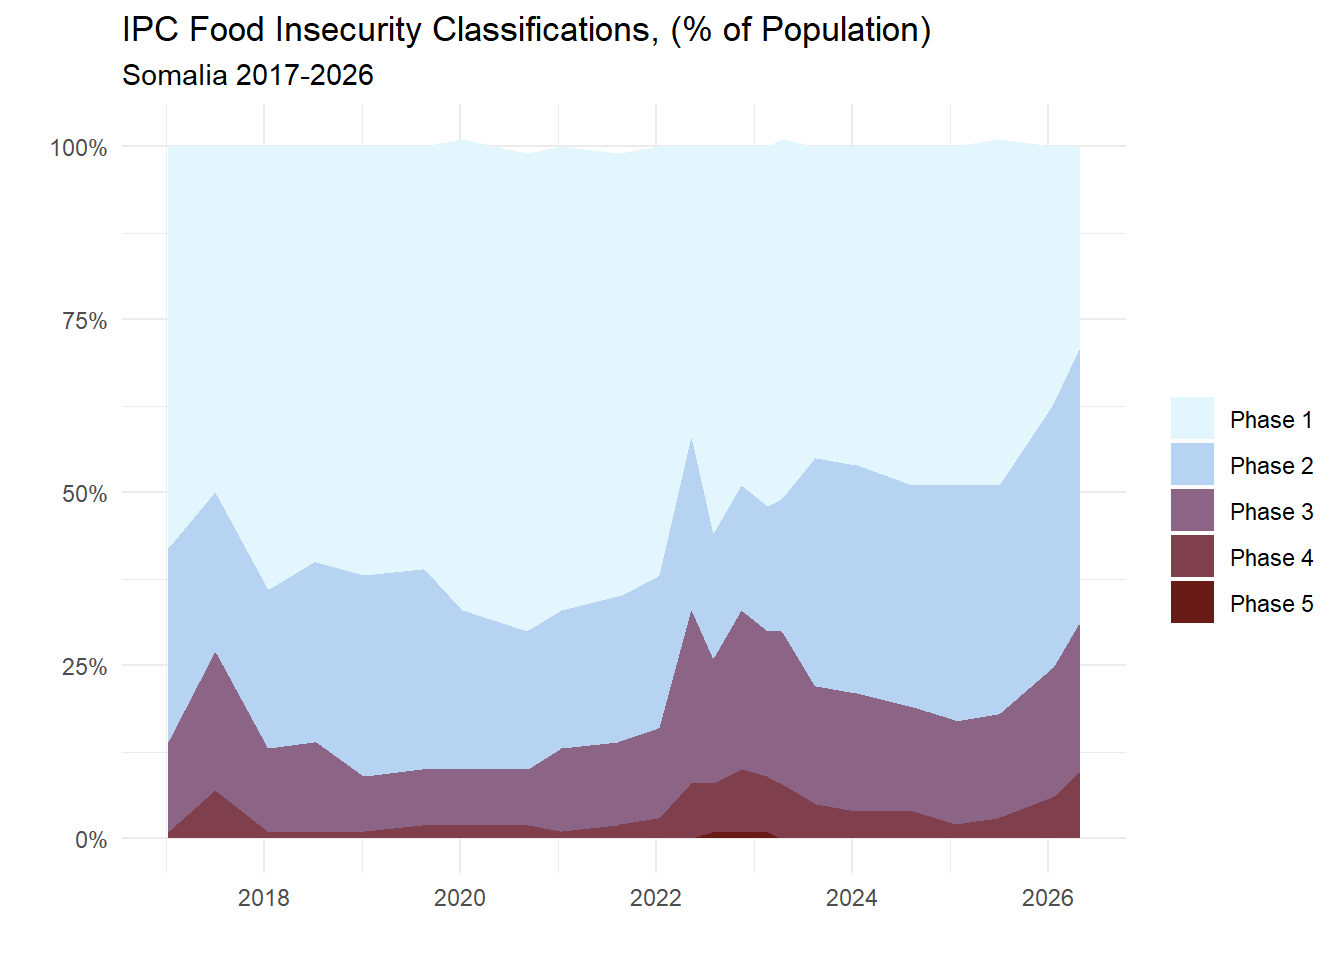 IPC Food Insecurity Classifications, (% of Population)
Somalia 2017-2026
100%
75%
50%
25%
0%
2018
2020
2022
2024
2026
Phase 1
Phase 2
Phase 3
Phase 4
Phase 5